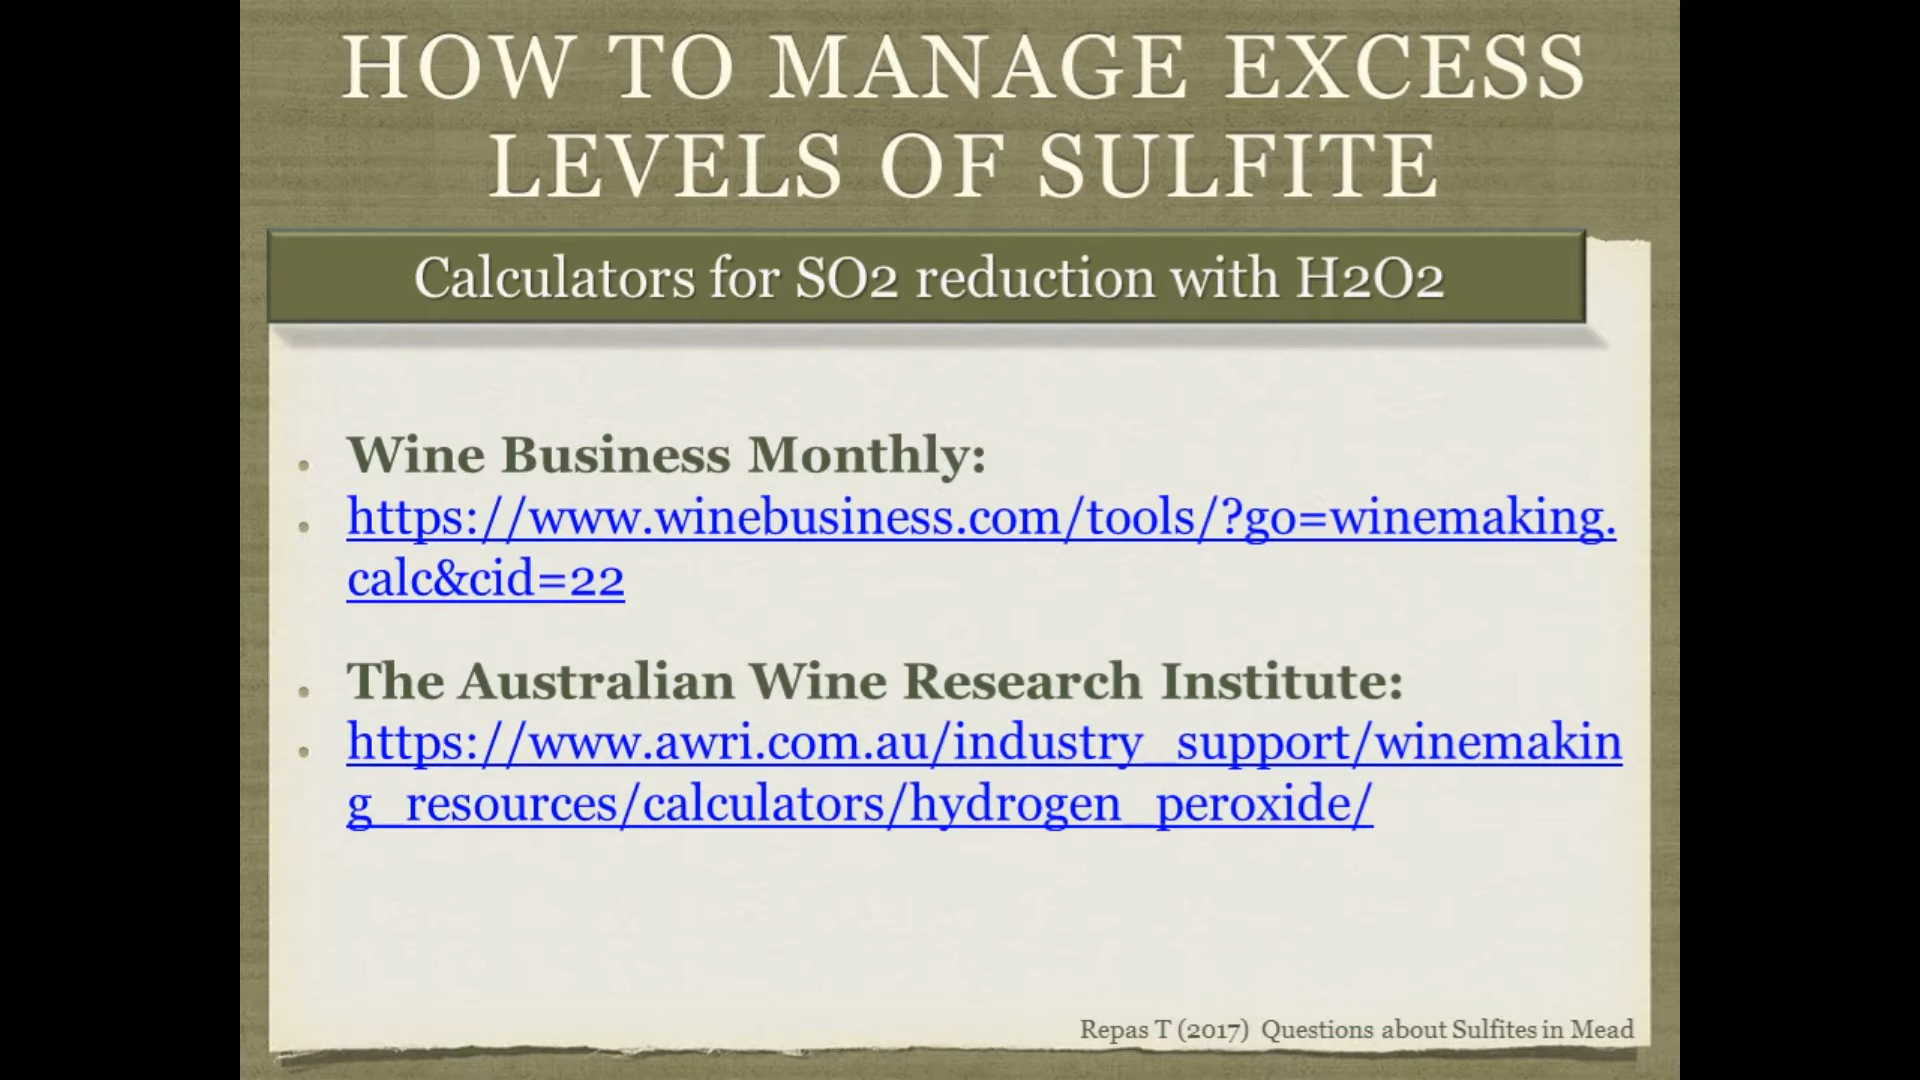 HOW TO MANAGE EXCESS
LEVELS OF SULFITE
Calculators for SO2 reduction with H2O2
Wine Business Monthly:
https://www.winebusiness.com/tools/?go=winemaking.
calc&cid=22
The Australian Wine Research Institute:
https://www.awri.com.au/industry_support/winemakin
g_resources/calculators/hydrogen_peroxide/
Repas T (2017) Questions about Sulfites in Mead